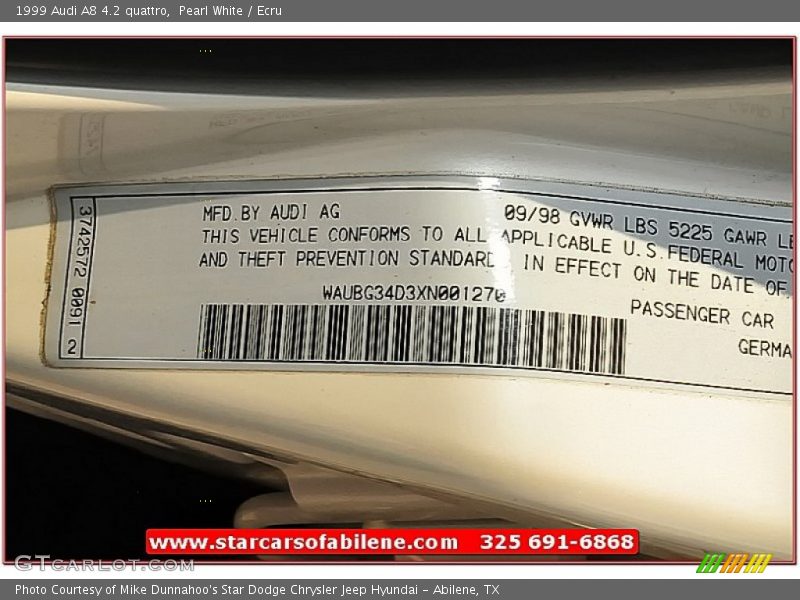 1999 Audi A8 4.2 quattro, Pearl White / Ecru
MFD.BY AUDI AG 09/98 GVWR LBS 5225 GAWR
THIS VEHICLE CONFORMS TO ALL APPLICABLE U.S.FEDERAL
AND THEFT PREVENTION STANDARD IN EFFECT ON THE DATE OF
WAUBG34D3XN001270
PASSENGER CAR
GERMA
3742572 0091 2
www.starcarsofabilene.com 325 691-6868
GTCARLOT.COM
Photo Courtesy of Mike Dunnahoo's Star Dodge Chrysler Jeep Hyundai - Abilene, TX